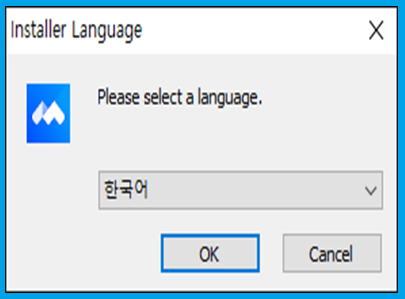 Installer Language
Please select a language.
한국어
OK
Cancel